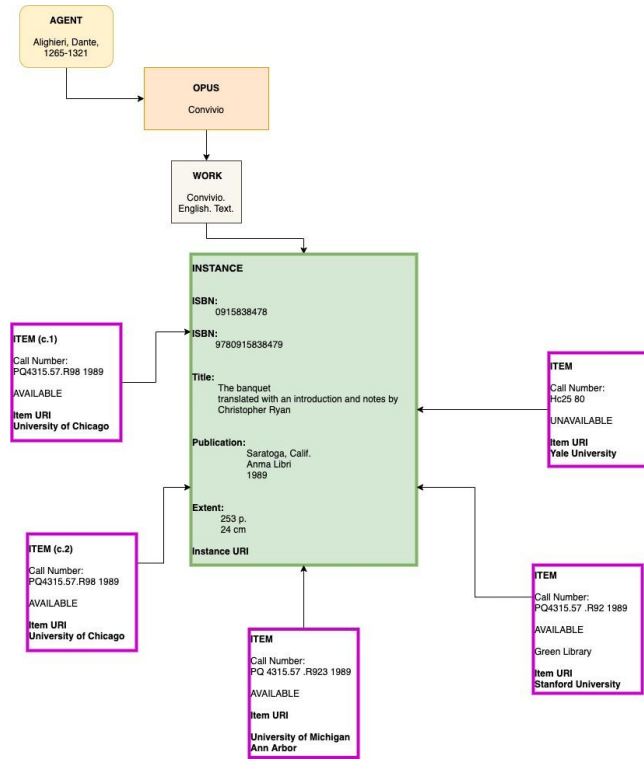 AGENT
Alighieri, Dante,
1265-1321
OPUS
Convivio
WORK
Convivio.
English. Text.
INSTANCE
ISBN:
0915838478
ISBN:
9780915838479
Title:
The banquet
translated with an introduction and notes by
Christopher Ryan
Publication:
Saratoga, Calif.
Anma Libri
1989
Extent:
253 p.
24 cm
Instance URI
ITEM (c.1)
Call Number:
PQ4315.57.R98 1989
AVAILABLE
Item URI
University of Chicago
ITEM (c.2)
Call Number:
PQ4315.57.R98 1989
AVAILABLE
Item URI
University of Chicago
ITEM
Call Number:
PQ 4315.57 .R923 1989
AVAILABLE
Item URI
University of Michigan
Ann Arbor
ITEM
Call Number:
Hc25 80
UNAVAILABLE
Item URI
Yale University
ITEM
Call Number:
PQ4315.57 .R92 1989
AVAILABLE
Green Library
Item URI
Stanford University